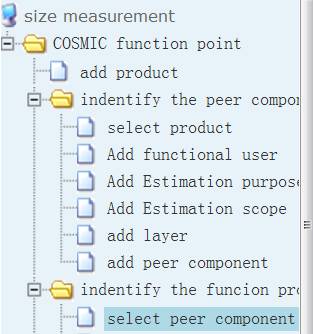 size measurement
COSMIC function point
add product
indentify the peer compo
select product
Add functional user
Add Estimation purpose
Add Estimation scope
add layer
add peer component
indentify the funcion pro
select peer component